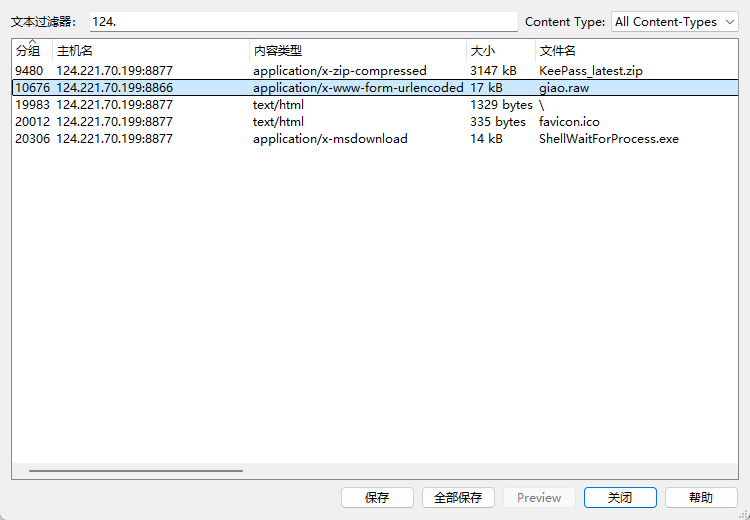 文本过滤器: 124. Content Type: All Content-Types
分组 主机名 内容类型 大小 文件名
9480 124.221.70.199:8877 application/x-zip-compressed 3147 kB KeePass_latest.zip
10676 124.221.70.199:8866 application/x-www-form-urlencoded 17 kB giao.raw
19983 124.221.70.199:8877 text/html 1329 bytes \
20012 124.221.70.199:8877 text/html 335 bytes favicon.ico
20306 124.221.70.199:8877 application/x-msdownload 14 kB ShellWaitForProcess.exe
保存 全部保存 Preview 关闭 帮助